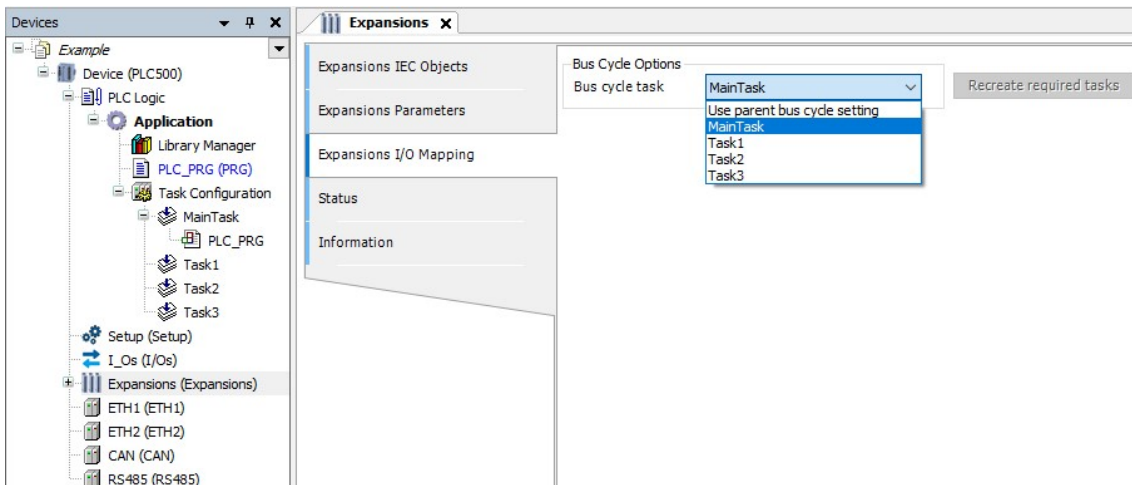 Devices
Example
Device (PLC500)
PLC Logic
Application
Library Manager
PLC_PRG (PRG)
Task Configuration
MainTask
PLC_PRG
Task1
Task2
Task3
Setup (Setup)
I_Os (I/Os)
Expansions (Expansions)
ETH1 (ETH1)
ETH2 (ETH2)
CAN (CAN)
RS485 (RS485)
Expansions
Expansions IEC Objects
Expansions Parameters
Expansions I/O Mapping
Status
Information
Bus Cycle Options
Bus cycle task MainTask Recreate required tasks
Use parent bus cycle setting
MainTask
Task1
Task2
Task3